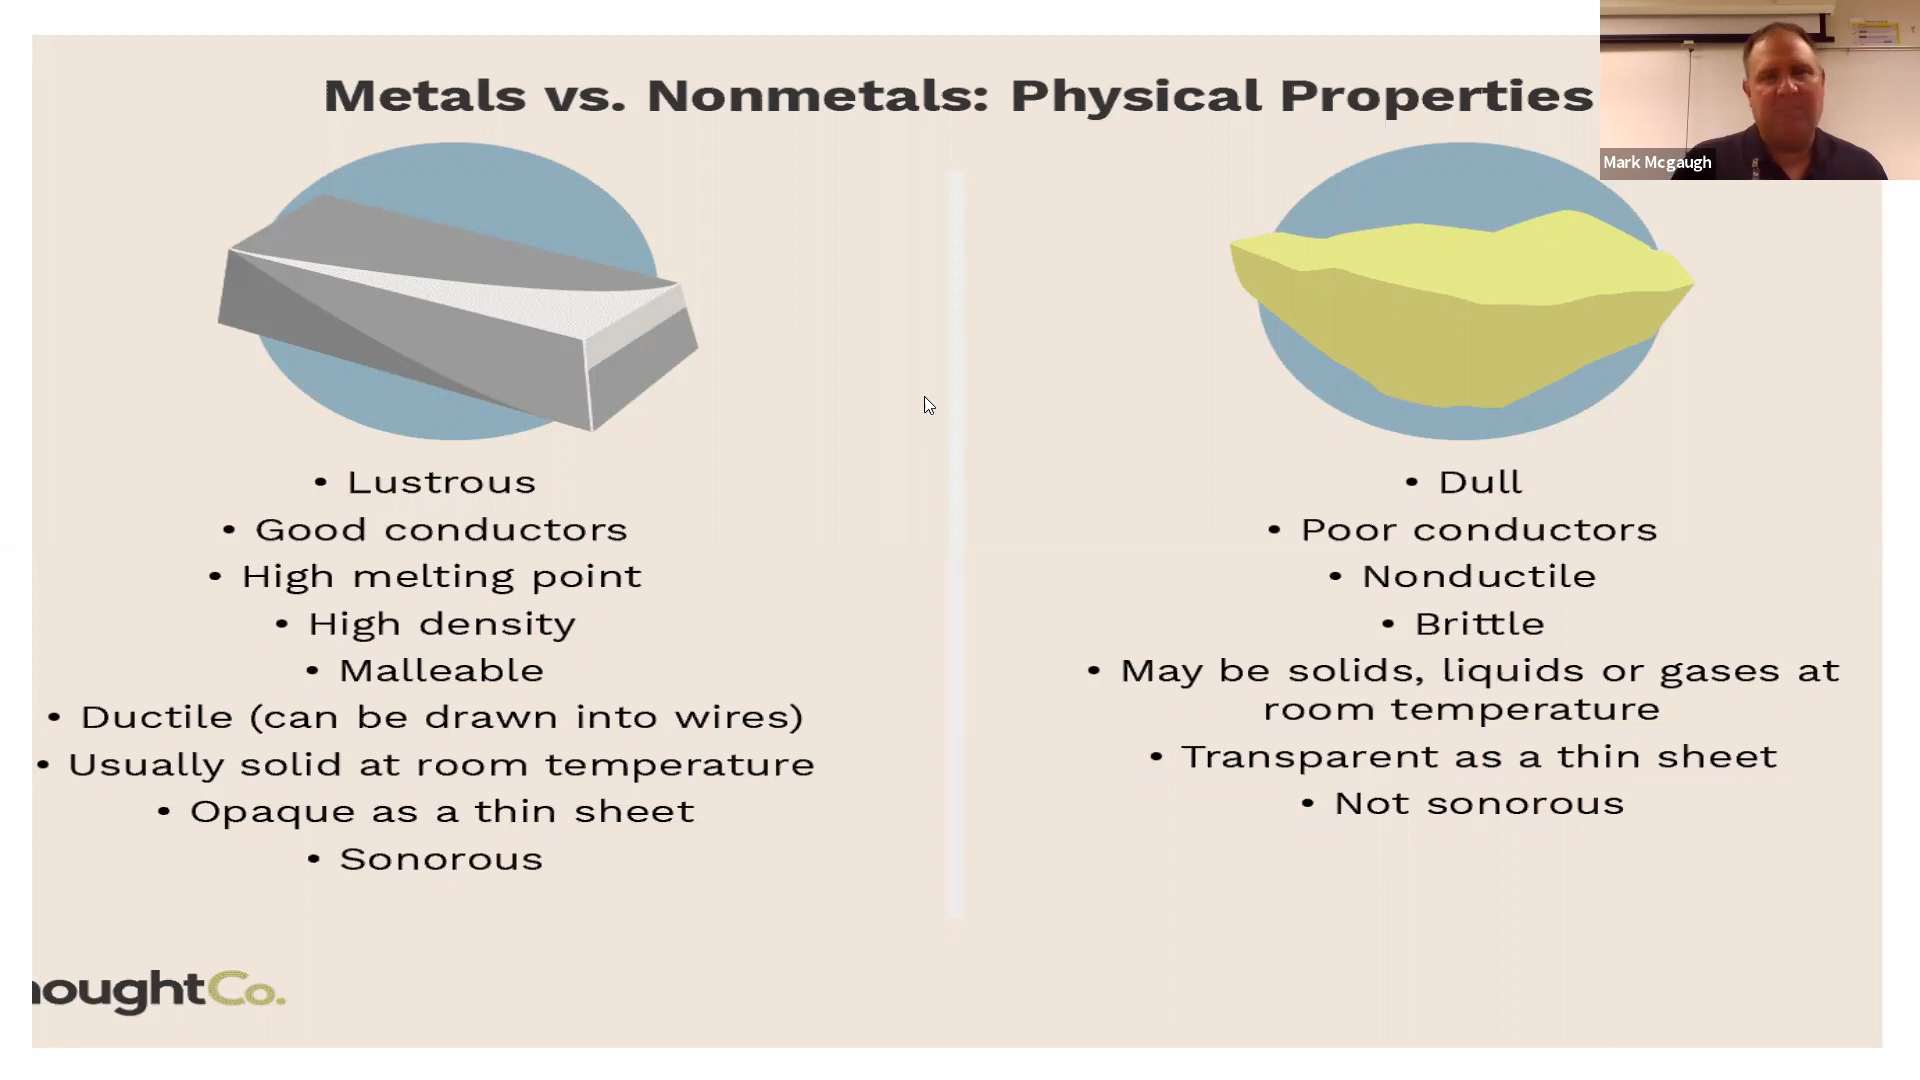 Metals vs. Nonmetals: Physical Properties
Mark Mcgaugh
• Lustrous
• Good conductors
• High melting point
• High density
• Malleable
• Ductile (can be drawn into wires)
• Usually solid at room temperature
• Opaque as a thin sheet
• Sonorous
• Dull
• Poor conductors
• Nonductile
• Brittle
• May be solids, liquids or gases at
room temperature
• Transparent as a thin sheet
• Not sonorous
houghtCo.